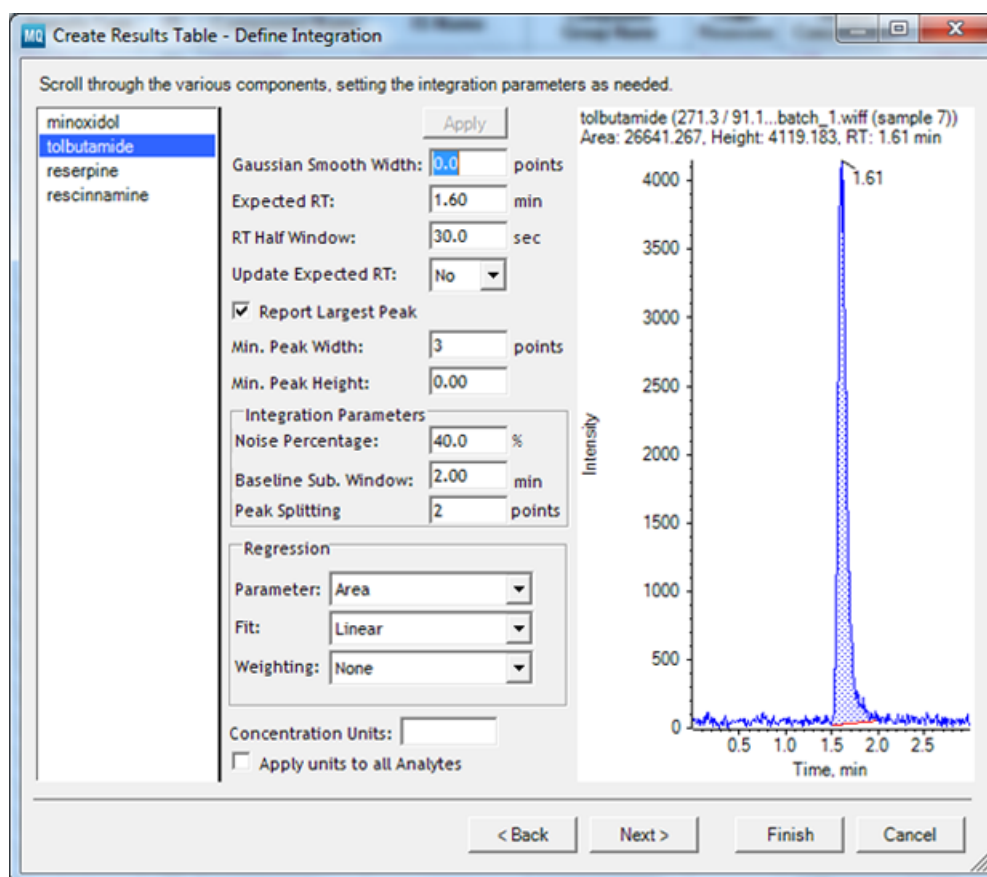 MQ Create Results Table - Define Integration
Scroll through the various components, setting the integration parameters as needed.
minoxidol
tolbutamide
reserpine
rescinnamine
Apply
Gaussian Smooth Width: 0.0 points
Expected RT: 1.60 min
RT Half Window: 30.0 sec
Update Expected RT: No
Report Largest Peak
Min. Peak Width: 3 points
Min. Peak Height: 0.00
Integration Parameters
Noise Percentage: 40.0 %
Baseline Sub. Window: 2.00 min
Peak Splitting 2 points
Regression
Parameter: Area
Fit: Linear
Weighting: None
Concentration Units:
Apply units to all Analytes
tolbutamide (271.3 / 91.1...batch_1.wiff (sample 7))
Area: 26641.267, Height: 4119.183, RT: 1.61 min
1.61
4000
3500
3000
2500
2000
1500
1000
500
0
Intensity
0.5 1.0 1.5 2.0 2.5
Time, min
< Back Next > Finish Cancel